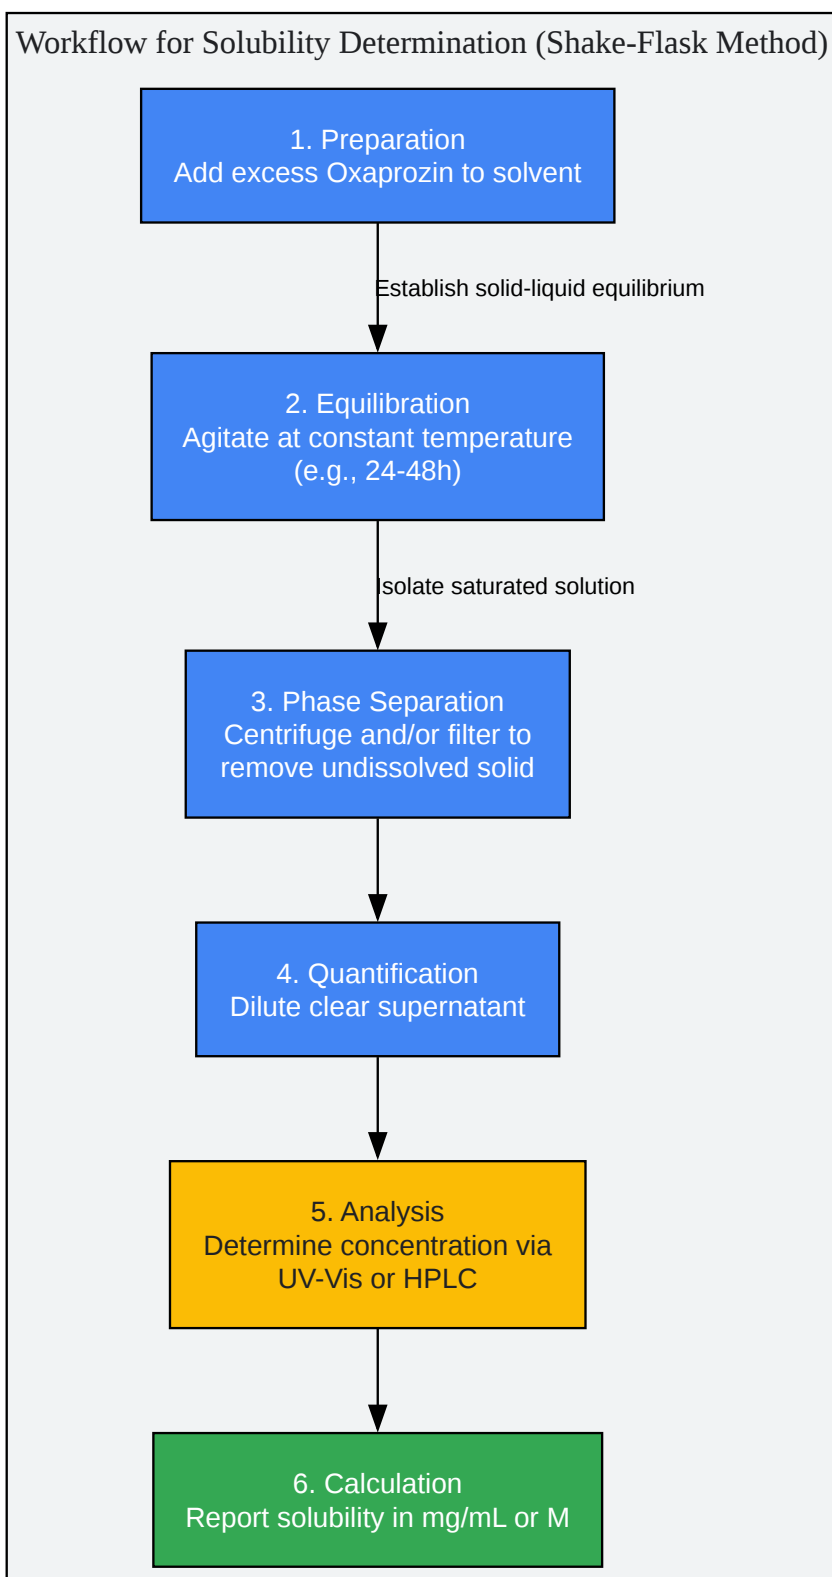 Workflow for Solubility Determination (Shake-Flask Method)
1. Preparation
Add excess Oxaprozin to solvent
Establish solid-liquid equilibrium
2. Equilibration
Agitate at constant temperature
(e.g., 24-48h)
Isolate saturated solution
3. Phase Separation
Centrifuge and/or filter to
remove undissolved solid
4. Quantification
Dilute clear supernatant
5. Analysis
Determine concentration via
UV-Vis or HPLC
6. Calculation
Report solubility in mg/mL or M